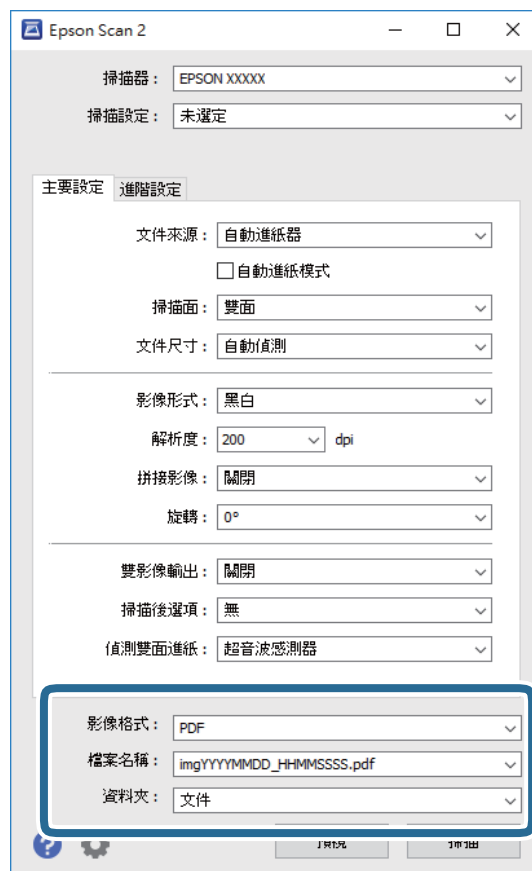 Epson Scan 2
掃描器： EPSON XXXXX
掃描設定： 未選定
主要設定 進階設定
文件來源： 自動進紙器
自動進紙模式
掃描面： 雙面
文件尺寸： 自動偵測
影像形式： 黑白
解析度： 200 dpi
拼接影像： 關閉
旋轉： 0°
雙影像輸出： 關閉
掃描後選項： 無
偵測雙面進紙： 超音波感測器
影像格式： PDF
檔案名稱： imgYYYYMMDD_HHMMSSSS.pdf
資料夾： 文件
預視 掃描